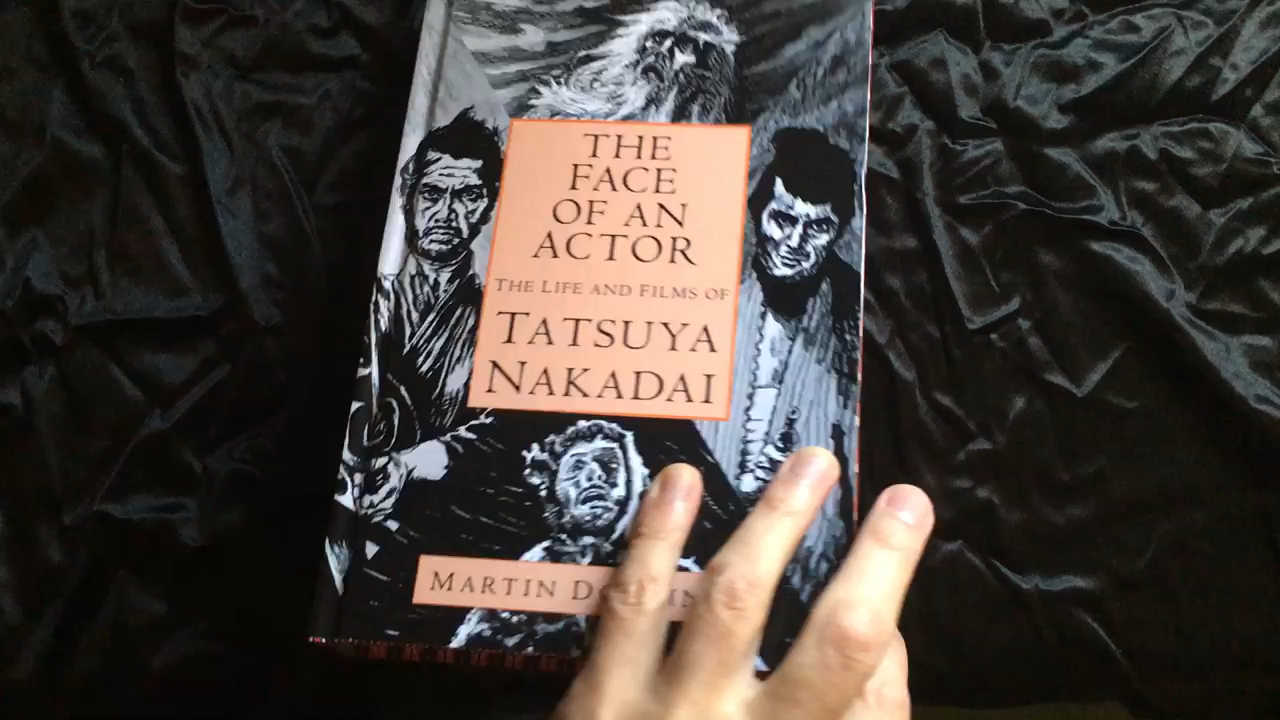 THE
FACE
OF AN
ACTOR
THE LIFE AND FILMS OF
TATSUYA
NAKADAI
MARTIN